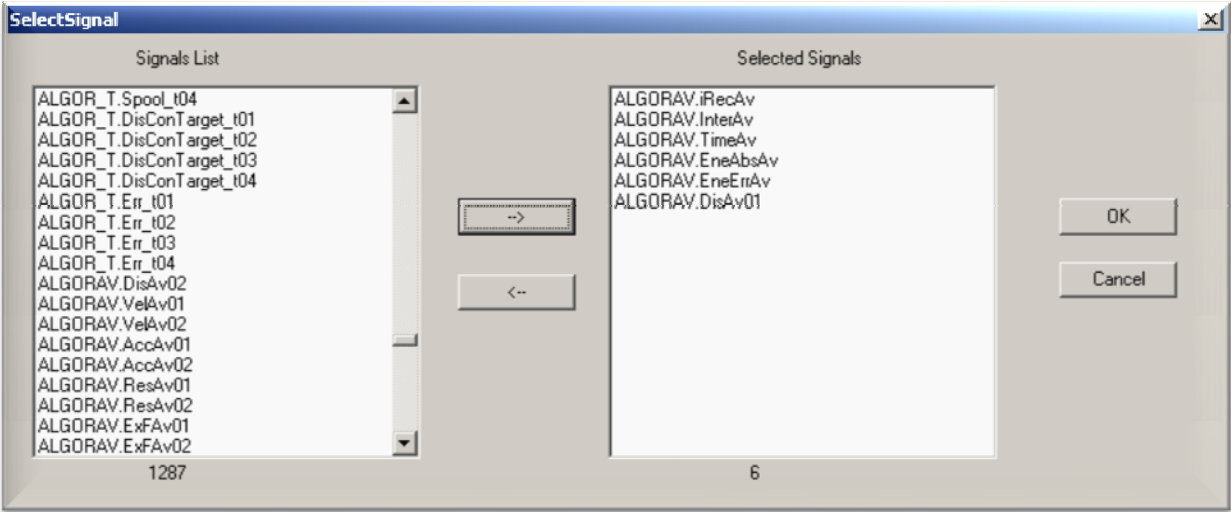 SelectSignal
Signals List
ALGOR_T.Spool_t04
ALGOR_T.DisConTarget_t01
ALGOR_T.DisConTarget_t02
ALGOR_T.DisConTarget_t03
ALGOR_T.DisConTarget_t04
ALGOR_T.Err_t01
ALGOR_T.Err_t02
ALGOR_T.Err_t03
ALGOR_T.Err_t04
ALGORAV.DisAv02
ALGORAV.VelAv01
ALGORAV.VelAv02
ALGORAV.AccAv01
ALGORAV.AccAv02
ALGORAV.ResAv01
ALGORAV.ResAv02
ALGORAV.ExFAv01
ALGORAV.ExFAv02
1287
-->
<--
Selected Signals
ALGORAV.iRecAv
ALGORAV.InterAv
ALGORAV.TimeAv
ALGORAV.EneAbsAv
ALGORAV.EneErrAv
ALGORAV.DisAv01
6
OK
Cancel